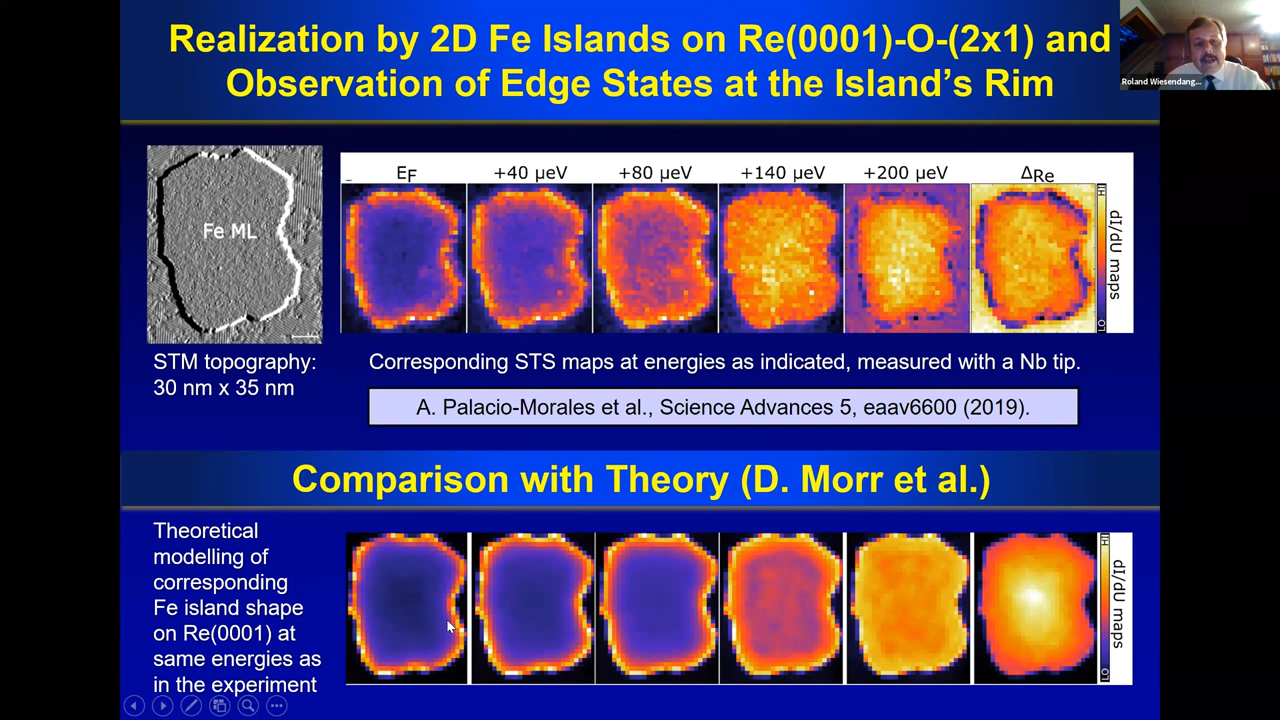 Realization by 2D Fe Islands on Re(0001)-O-(2x1) and
Observation of Edge States at the Island's Rim
Roland Wiesendang...
Fe ML
EF
+40 µeV
+80 µeV
+140 µeV
+200 µeV
ΔRe
HI
dI/dU maps
LO
STM topography:
30 nm x 35 nm
Corresponding STS maps at energies as indicated, measured with a Nb tip.
A. Palacio-Morales et al., Science Advances 5, eaav6600 (2019).
Comparison with Theory (D. Morr et al.)
Theoretical
modelling of
corresponding
Fe island shape
on Re(0001) at
same energies as
in the experiment
HI
dI/dU maps
LO